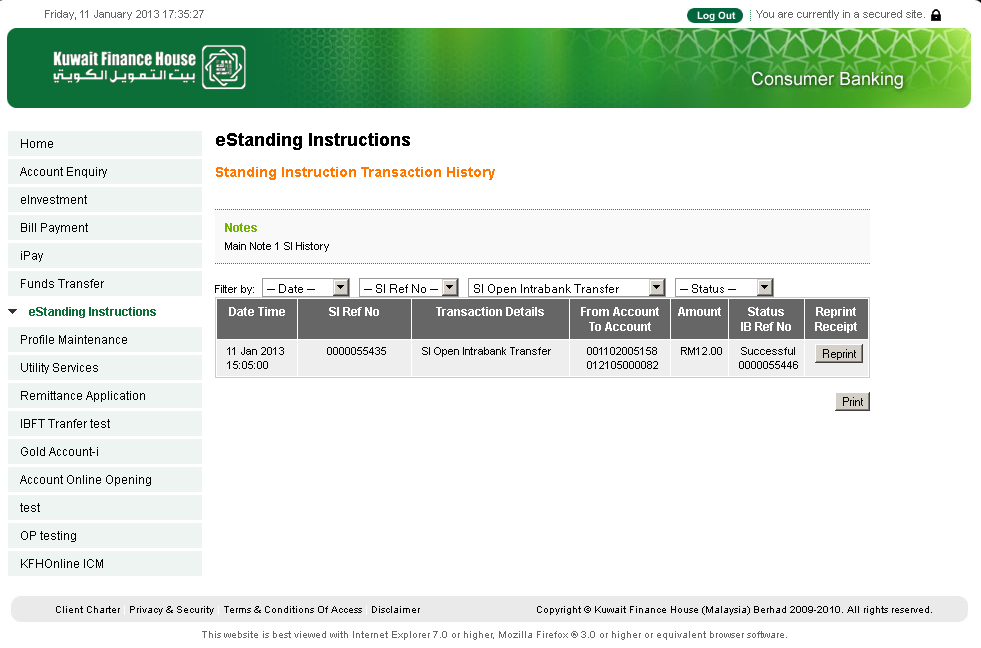 Friday, 11 January 2013 17:35:27
Log Out
You are currently in a secured site.
Kuwait Finance House
بيت التمويل الكويتي
Consumer Banking
Home
Account Enquiry
eInvestment
Bill Payment
iPay
Funds Transfer
eStanding Instructions
Profile Maintenance
Utility Services
Remittance Application
IBFT Tranfer test
Gold Account-i
Account Online Opening
test
OP testing
KFHOnline ICM
eStanding Instructions
Standing Instruction Transaction History
Notes
Main Note 1 SI History
Filter by: -- Date -- -- SI Ref No -- SI Open Intrabank Transfer -- Status --
Date Time SI Ref No Transaction Details From Account Amount Status Reprint
To Account IB Ref No Receipt
11 Jan 2013 0000055435 SI Open Intrabank Transfer 001102005158 RM12.00 Successful Reprint
15:05:00 012105000082 0000055446
Print
Client Charter Privacy & Security Terms & Conditions Of Access Disclaimer Copyright © Kuwait Finance House (Malaysia) Berhad 2009-2010. All rights reserved.
This website is best viewed with Internet Explorer 7.0 or higher, Mozilla Firefox ® 3.0 or higher or equivalent browser software.